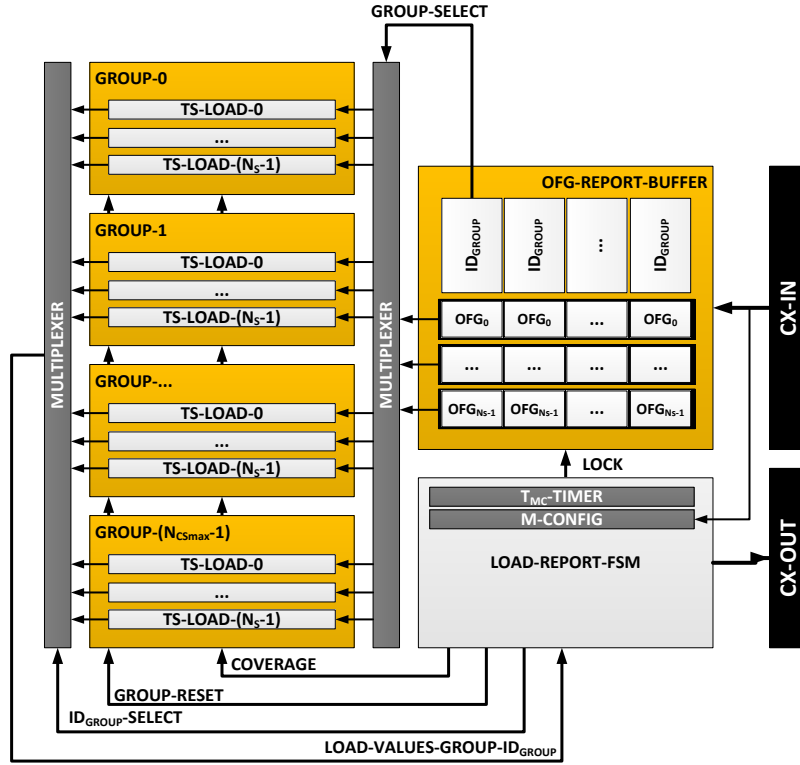 GROUP-SELECT
GROUP-0
TS-LOAD-0
...
TS-LOAD-(NS-1)
GROUP-1
TS-LOAD-0
...
TS-LOAD-(NS-1)
GROUP-...
TS-LOAD-0
...
TS-LOAD-(NS-1)
GROUP-(NCSmax-1)
TS-LOAD-0
...
TS-LOAD-(NS-1)
MULTIPLEXER
MULTIPLEXER
OFG-REPORT-BUFFER
IDGROUP
IDGROUP
...
IDGROUP
OFG0 OFG0 ... OFG0
... ... ... ...
OFGNs-1 OFGNs-1 ... OFGNs-1
LOCK
TMC-TIMER
M-CONFIG
LOAD-REPORT-FSM
CX-IN
CX-OUT
COVERAGE
GROUP-RESET
IDGROUP-SELECT
LOAD-VALUES-GROUP-IDGROUP